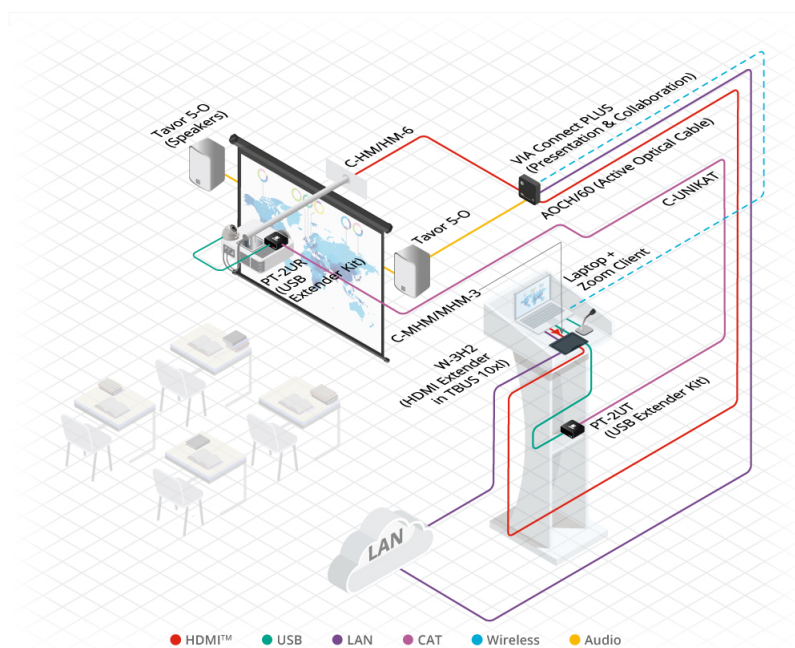 Tavor 5-O
(Speakers)
C-HM/HM-6
VIA Connect PLUS
(Presentation & Collaboration)
AOCH/60 (Active Optical Cable)
C-UNIKAT
Tavor 5-O
PT-2UR
(USB
Extender Kit)
Laptop +
Zoom Client
C-MHM/MHM-3
W-3H2
(HDMI Extender
in TBUS 10xl)
PT-2UT
(USB Extender Kit)
LAN
HDMI™
USB
LAN
CAT
Wireless
Audio